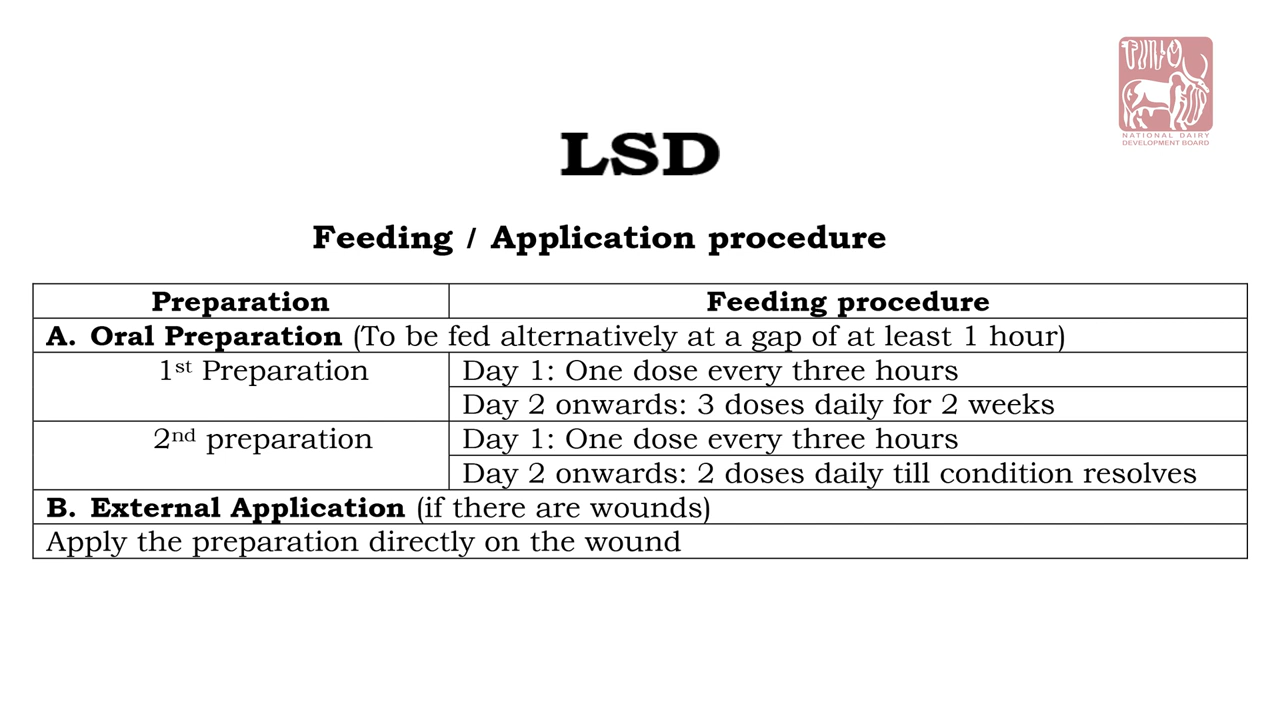 NATIONAL DAIRY
DEVELOPMENT BOARD
LSD
Feeding / Application procedure
Preparation
Feeding procedure
A. Oral Preparation (To be fed alternatively at a gap of at least 1 hour)
1st Preparation
Day 1: One dose every three hours
Day 2 onwards: 3 doses daily for 2 weeks
2nd preparation
Day 1: One dose every three hours
Day 2 onwards: 2 doses daily till condition resolves
B. External Application (if there are wounds)
Apply the preparation directly on the wound